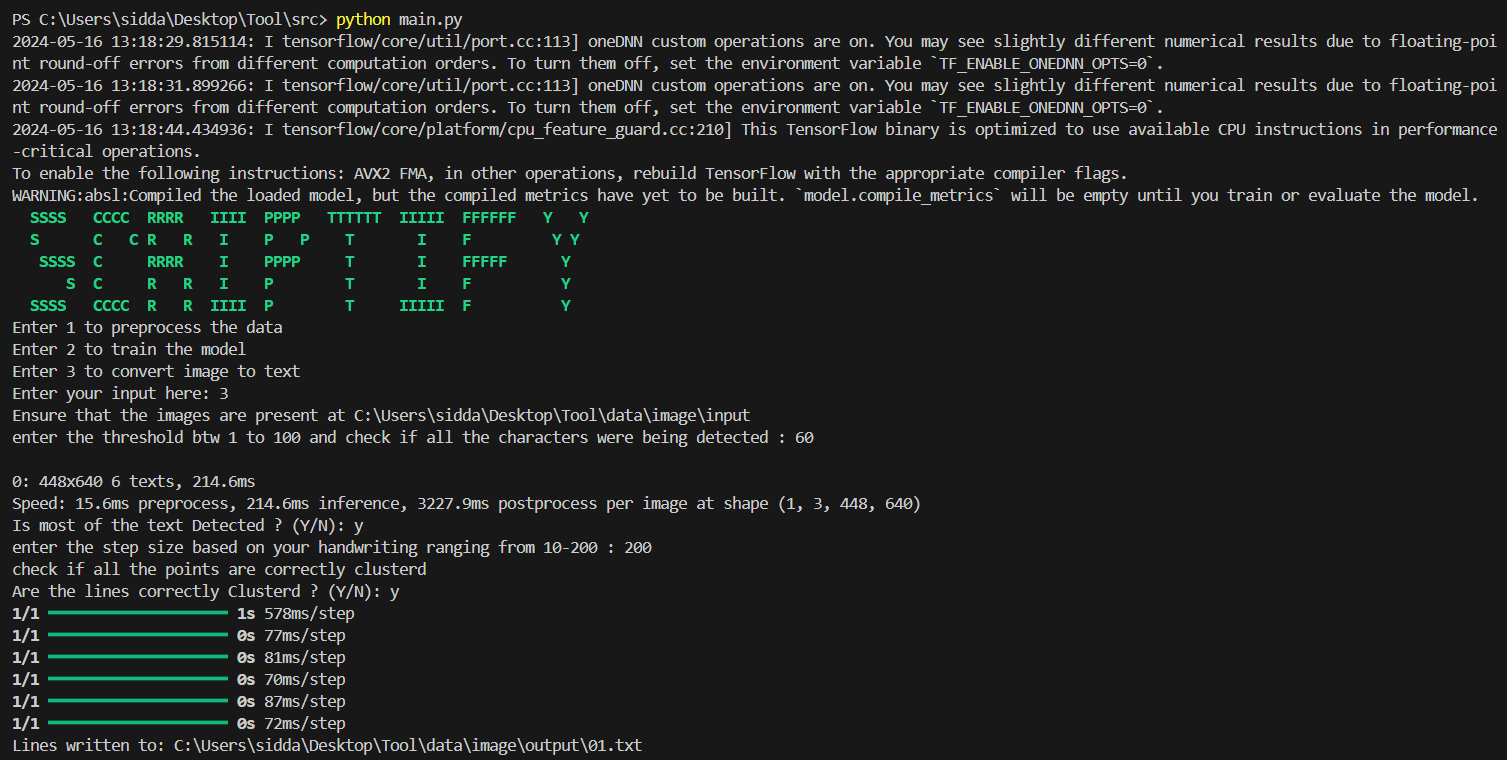 PS C:\Users\sidda\Desktop\Tool\src> python main.py
2024-05-16 13:18:29.815114: I tensorflow/core/util/port.cc:113] oneDNN custom operations are on. You may see slightly different numerical results due to floating-poi
nt round-off errors from different computation orders. To turn them off, set the environment variable `TF_ENABLE_ONEDNN_OPTS=0`.
2024-05-16 13:18:31.899266: I tensorflow/core/util/port.cc:113] oneDNN custom operations are on. You may see slightly different numerical results due to floating-poi
nt round-off errors from different computation orders. To turn them off, set the environment variable `TF_ENABLE_ONEDNN_OPTS=0`.
2024-05-16 13:18:44.434936: I tensorflow/core/platform/cpu_feature_guard.cc:210] This TensorFlow binary is optimized to use available CPU instructions in performance
-critical operations.
To enable the following instructions: AVX2 FMA, in other operations, rebuild TensorFlow with the appropriate compiler flags.
WARNING:absl:Compiled the loaded model, but the compiled metrics have yet to be built. `model.compile_metrics` will be empty until you train or evaluate the model.
  SSSS   CCCC  RRRR   IIII  PPPP   TTTTTT  IIIII  FFFFFF   Y   Y
  S      C   C R   R   I    P   P    T       I    F         Y Y
   SSSS  C     RRRR    I    PPPP     T       I    FFFFF      Y
      S  C     R   R   I    P        T       I    F          Y
  SSSS   CCCC  R   R  IIII  P        T     IIIII  F          Y
Enter 1 to preprocess the data
Enter 2 to train the model
Enter 3 to convert image to text
Enter your input here: 3
Ensure that the images are present at C:\Users\sidda\Desktop\Tool\data\image\input
enter the threshold btw 1 to 100 and check if all the characters were being detected : 60
0: 448x640 6 texts, 214.6ms
Speed: 15.6ms preprocess, 214.6ms inference, 3227.9ms postprocess per image at shape (1, 3, 448, 640)
Is most of the text Detected ? (Y/N): y
enter the step size based on your handwriting ranging from 10-200 : 200
check if all the points are correctly clusterd
Are the lines correctly Clusterd ? (Y/N): y
1/1 1s 578ms/step
1/1 0s 77ms/step
1/1 0s 81ms/step
1/1 0s 70ms/step
1/1 0s 87ms/step
1/1 0s 72ms/step
Lines written to: C:\Users\sidda\Desktop\Tool\data\image\output\01.txt